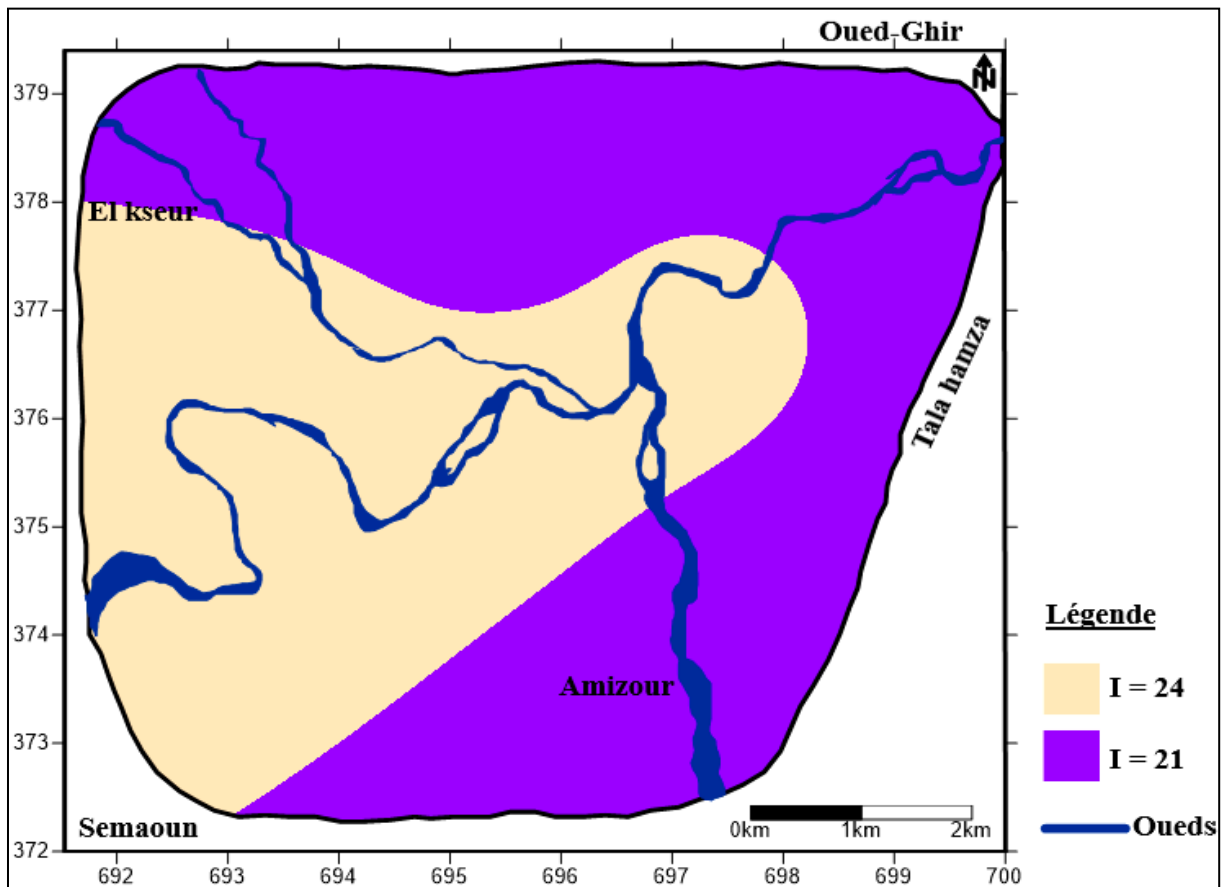 Oued-Ghir
N
379
378
El kseur
377
Tala hamza
376
375
374
Légende
I = 24
Amizour
373
I = 21
Semaoun
0km 1km 2km
Oueds
372
692 693 694 695 696 697 698 699 700